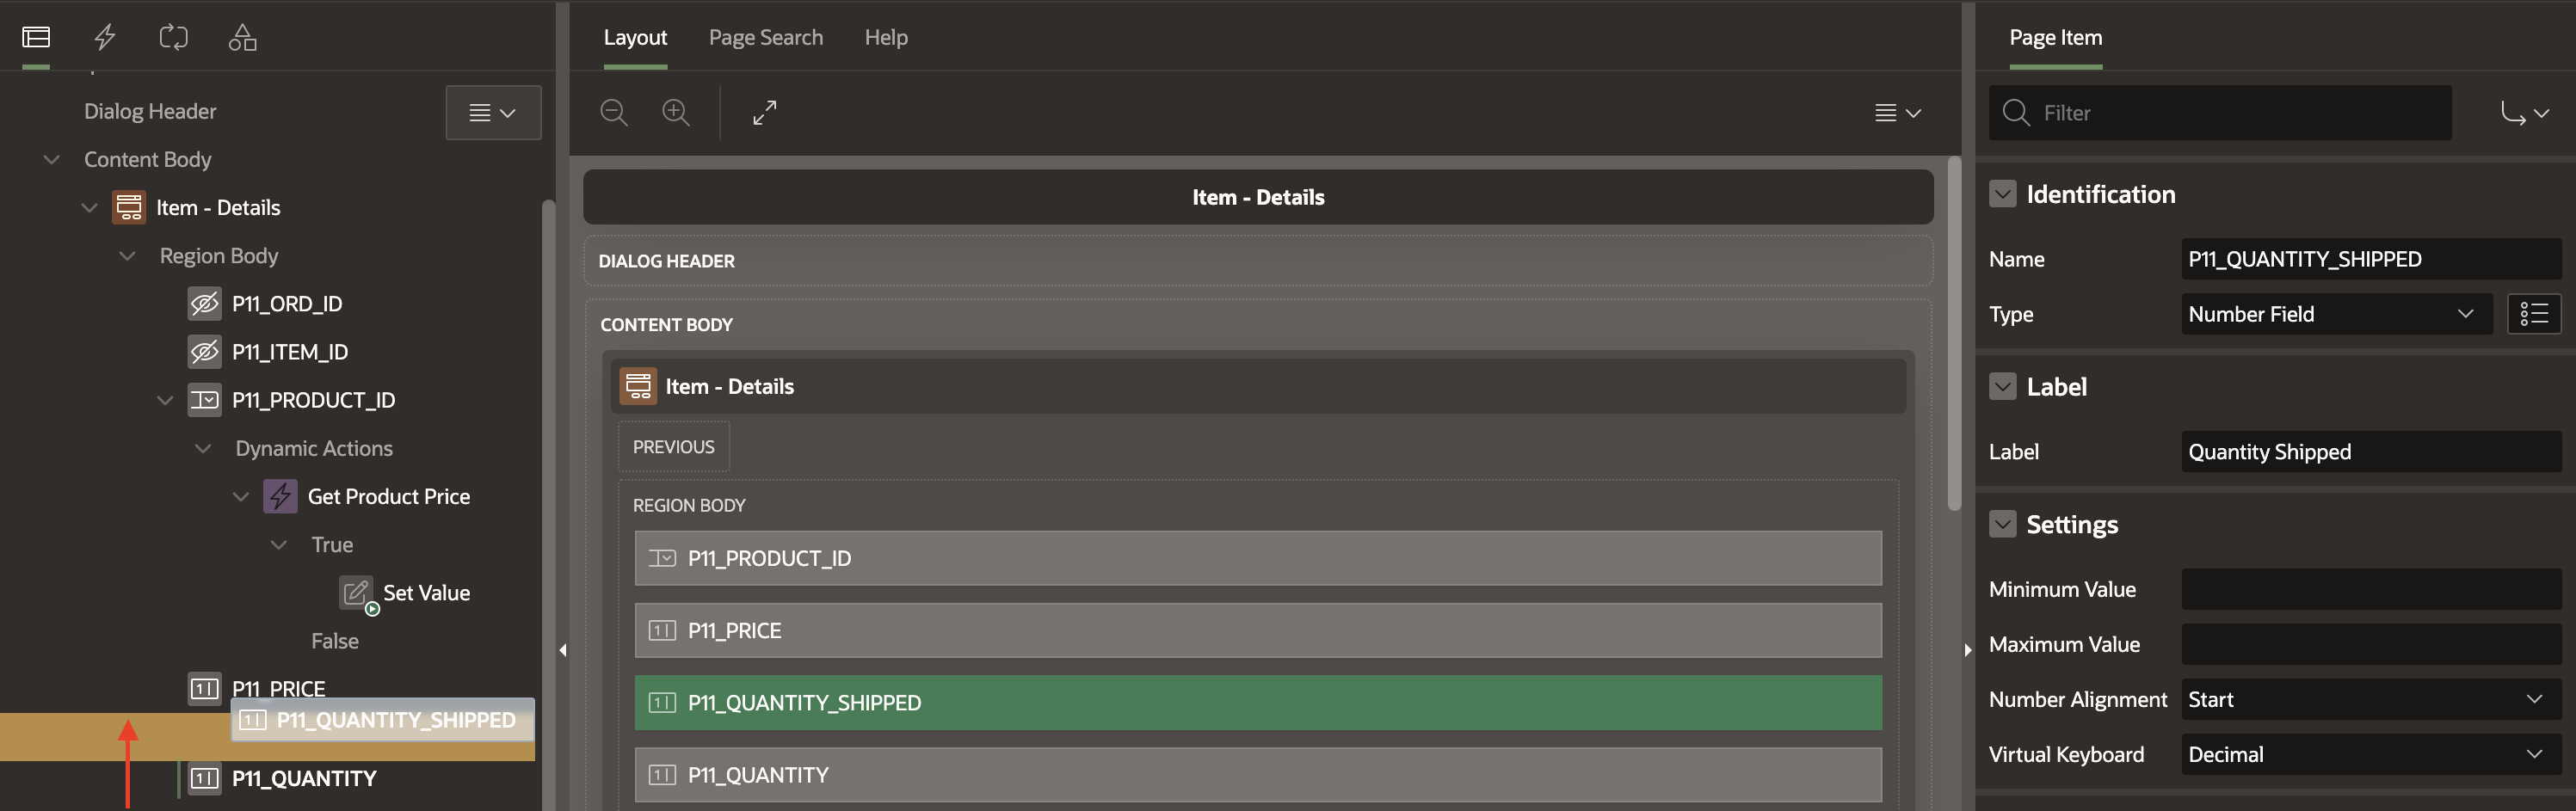 Dialog Header
Content Body
Item - Details
Region Body
P11_ORD_ID
P11_ITEM_ID
P11_PRODUCT_ID
Dynamic Actions
Get Product Price
True
Set Value
False
P11_PRICE
P11_QUANTITY_SHIPPED
P11_QUANTITY
Layout Page Search Help
Item - Details
DIALOG HEADER
CONTENT BODY
Item - Details
PREVIOUS
REGION BODY
P11_PRODUCT_ID
P11_PRICE
P11_QUANTITY_SHIPPED
P11_QUANTITY
Page Item
Filter
Identification
Name P11_QUANTITY_SHIPPED
Type Number Field
Label
Label Quantity Shipped
Settings
Minimum Value
Maximum Value
Number Alignment Start
Virtual Keyboard Decimal